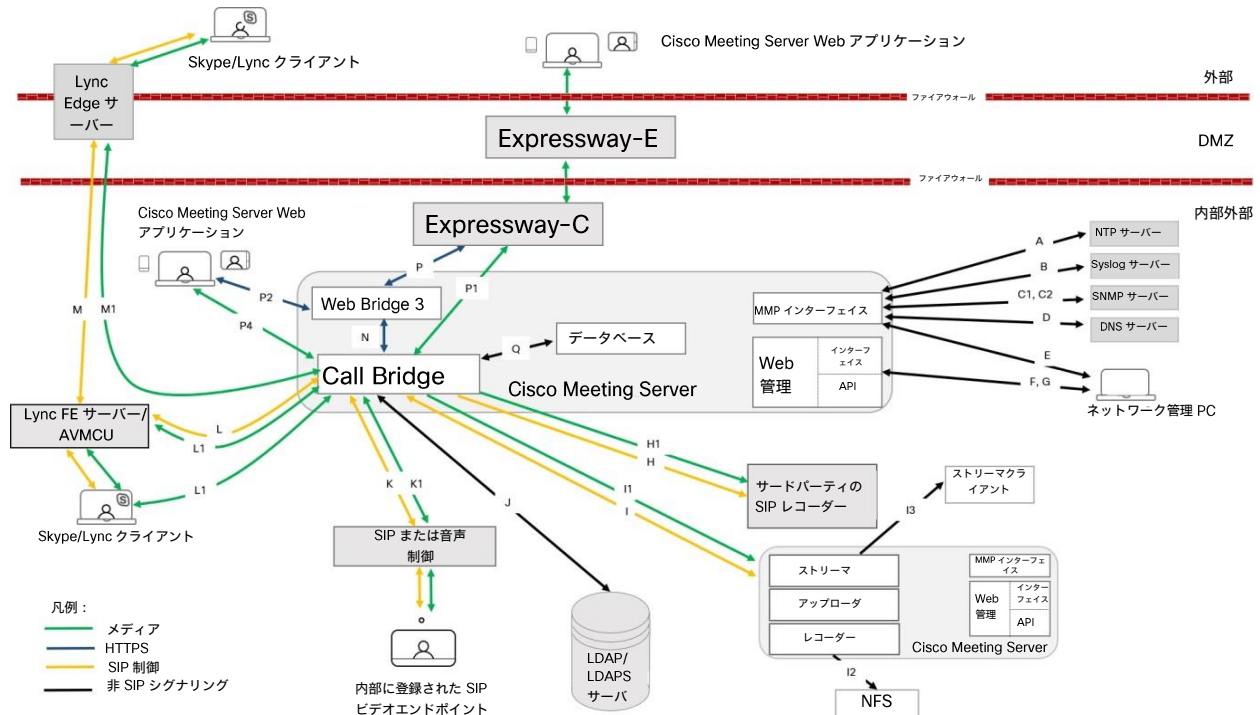 Skype/Lync クライアント
Cisco Meeting Server Web アプリケーション
外部
Lync
Edge サ
ーバー
ファイアウォール
Expressway-E
DMZ
ファイアウォール
内部外部
Cisco Meeting Server Web
アプリケーション
Expressway-C
P
P1
P2
P4
Web Bridge 3
N
M
M1
Q
データベース
Call Bridge
Cisco Meeting Server
MMP インターフェイス
Web
管理
インターフ
ェイス
API
A
B
C1, C2
D
E
F, G
NTP サーバー
Syslog サーバー
SNMP サーバー
DNS サーバー
ネットワーク管理 PC
Lync FE サーバー/
AVMCU
L
L1
L1
Skype/Lync クライアント
K
K1
J
H1
H
I1
I
サードパーティの
SIP レコーダー
ストリーマクラ
イアント
I3
SIP または音声
制御
ストリーマ
アップローダ
レコーダー
MMP インターフェ
イス
Web
管理
インター
フェイス
API
Cisco Meeting Server
I2
NFS
LDAP/
LDAPS
サーバ
内部に登録された SIP
ビデオエンドポイント
凡例：
メディア
HTTPS
SIP 制御
非 SIP シグナリング